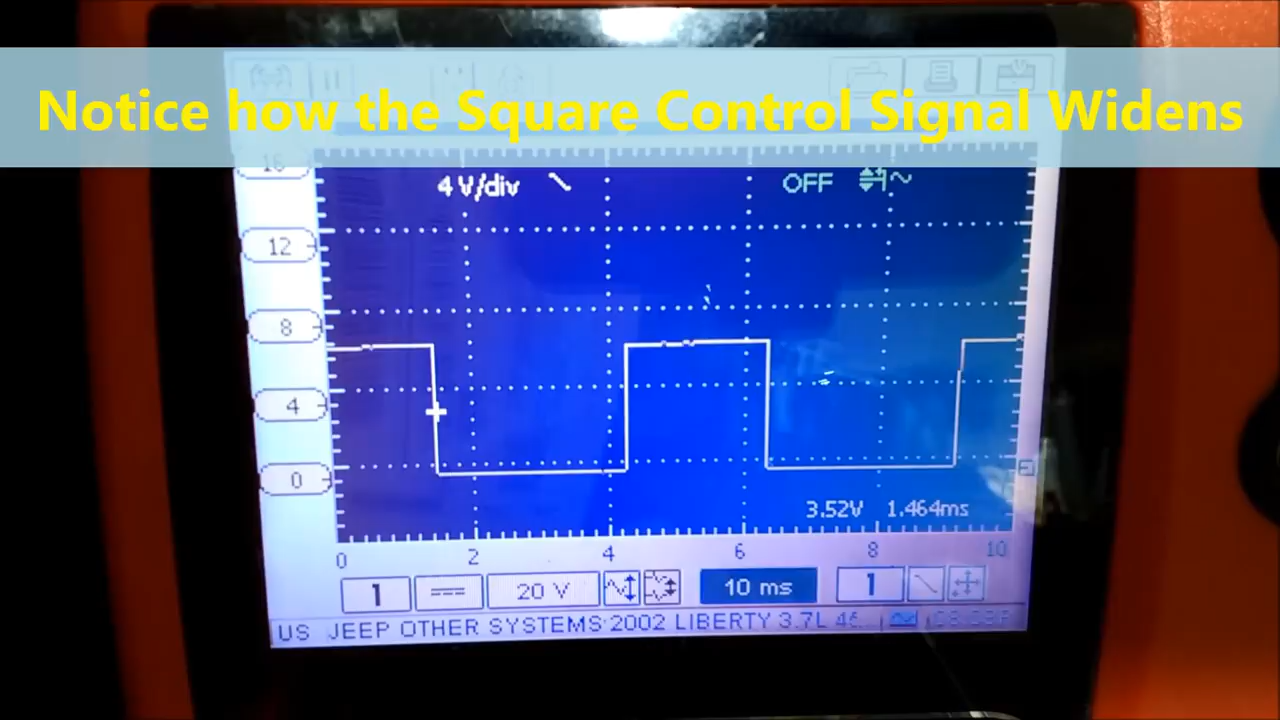 Notice how the Square Control Signal Widens
16
4 V/div OFF
12
8
4
0
3.52V 1.464ms
0 2 4 6 8 10
1 20 V 10 ms 1
US JEEP OTHER SYSTEMS 2002 LIBERTY 3.7L